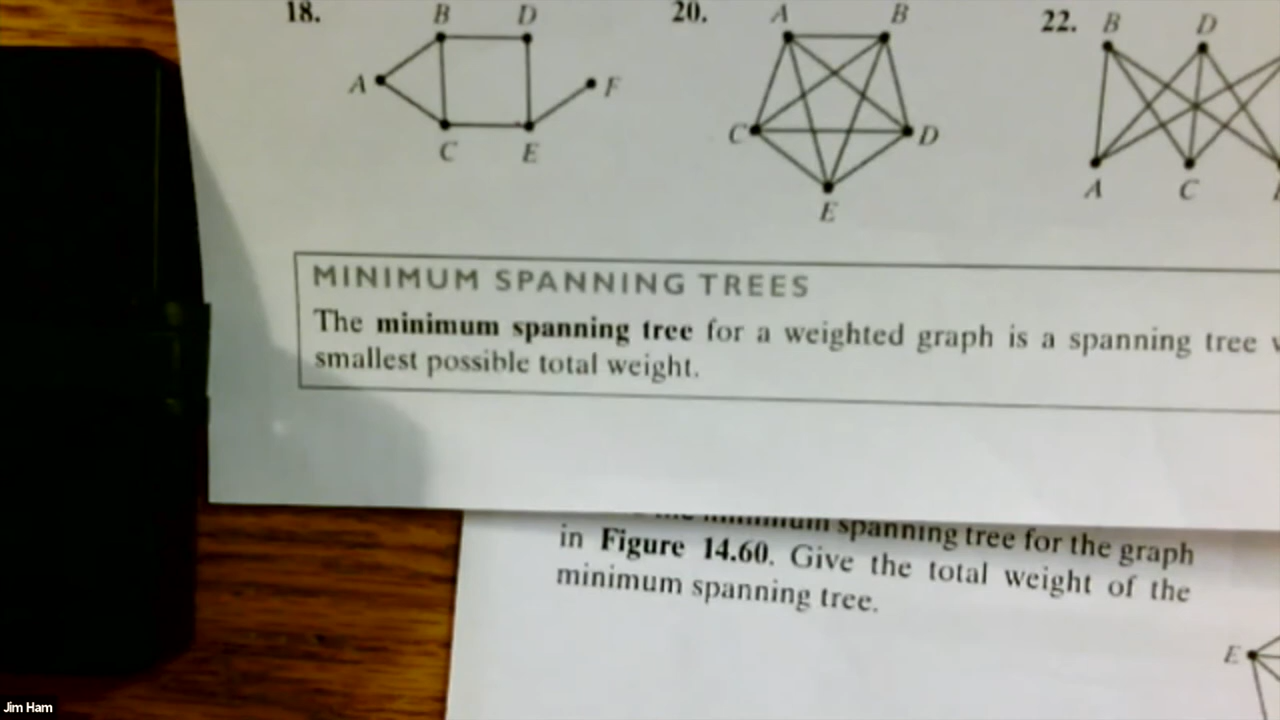 18.
B D
A
F
C E
20.
A B
C D
E
22.
B D
A C
MINIMUM SPANNING TREES
The minimum spanning tree for a weighted graph is a spanning tree
smallest possible total weight.
minimum spanning tree for the graph
in Figure 14.60. Give the total weight of the
minimum spanning tree.
E
Jim Ham